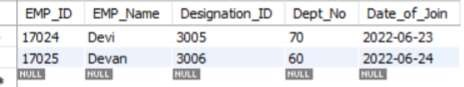 EMP_ID EMP_Name Designation_ID Dept_No Date_of_Join
17024 Devi 3005 70 2022-06-23
17025 Devan 3006 60 2022-06-24
NULL NULL NULL NULL NULL